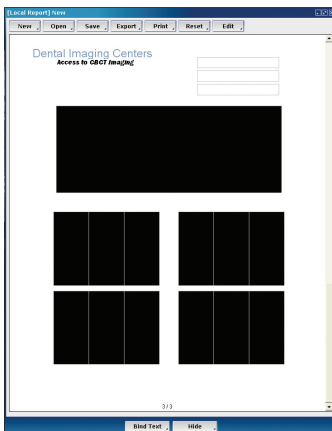 [Local Report] New
New Open Save Export Print Reset Edit
Dental Imaging Centers
Access to CBCT Imaging
3 / 3
Bind Text Hide